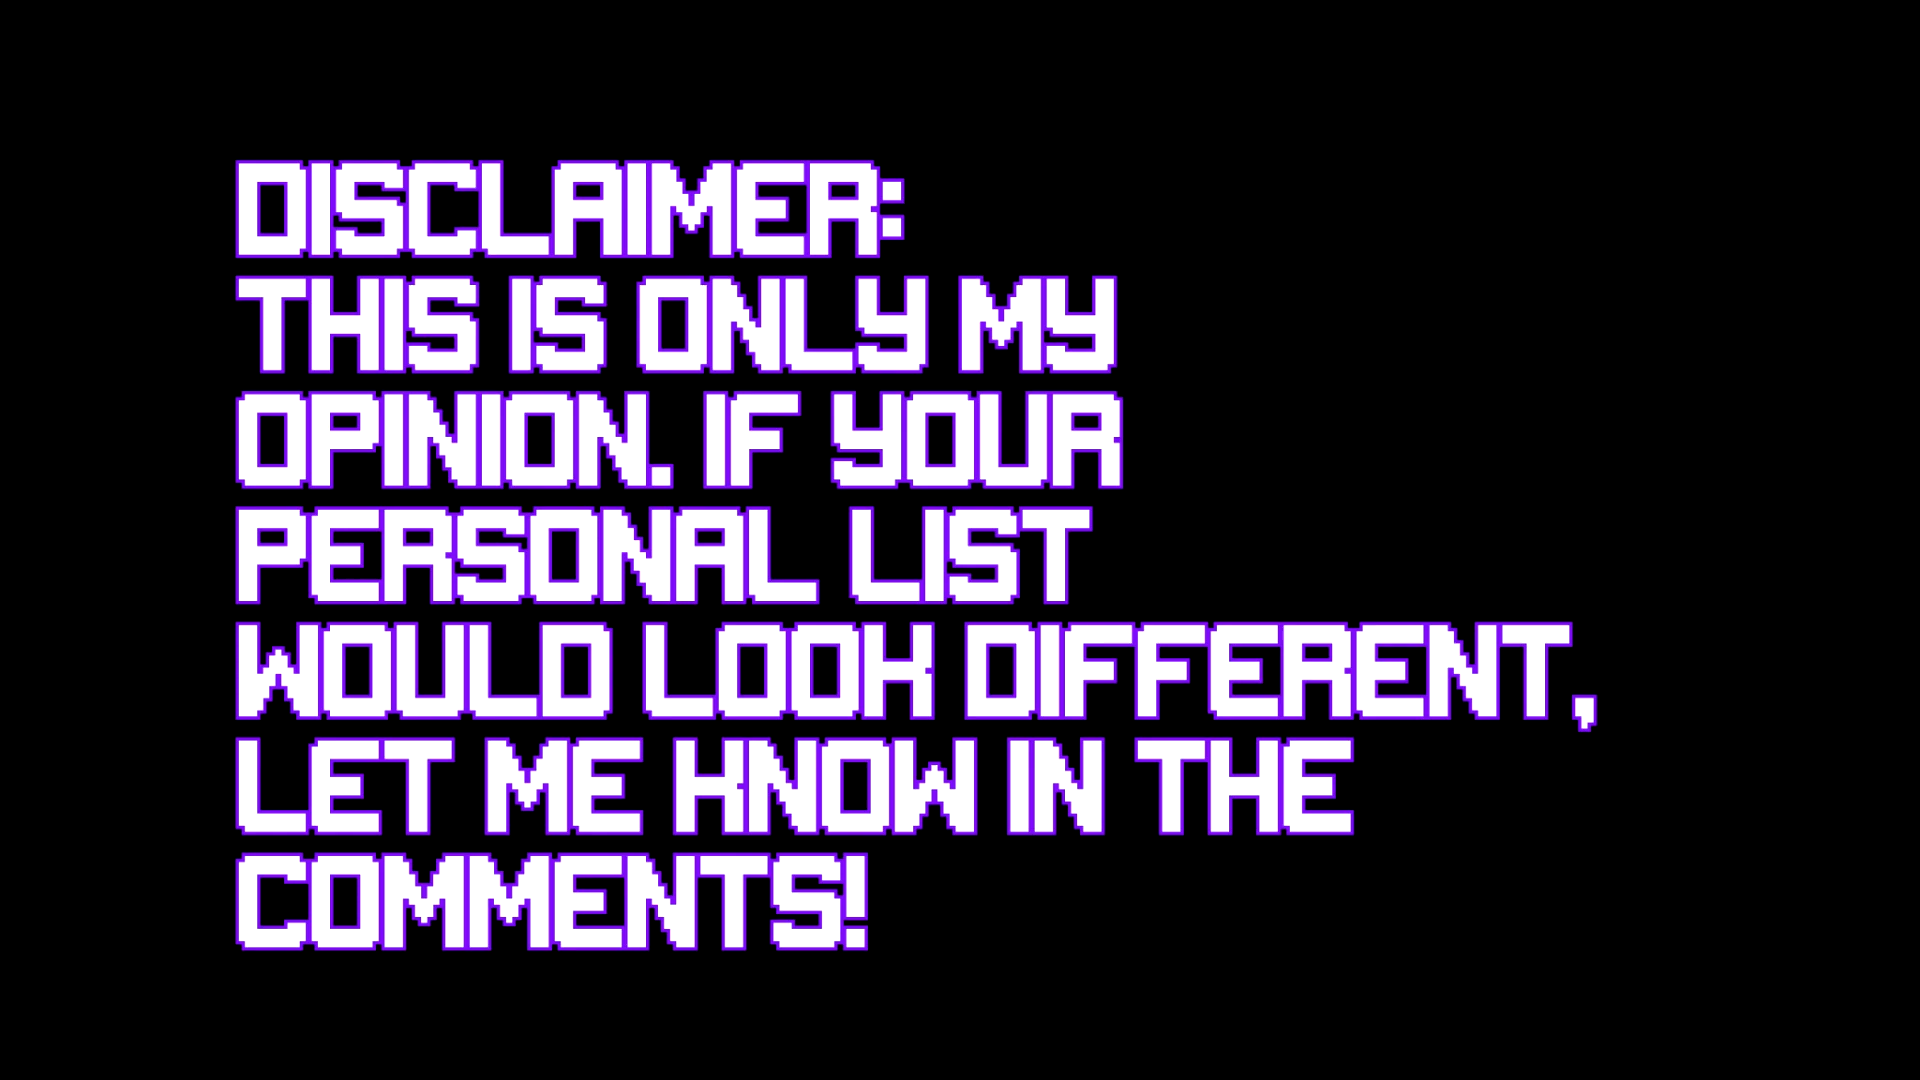 DISCLAIMER:
THIS IS ONLY MY
OPINION. IF YOUR
PERSONAL LIST
WOULD LOOK DIFFERENT,
LET ME KNOW IN THE
COMMENTS!